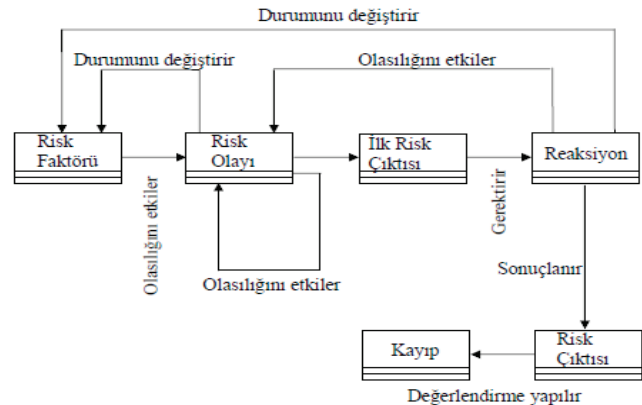 Durumunu değiştirir
Durumunu değiştirir
Olasılığını etkiler
Risk
Faktörü
Risk
Olayı
İlk Risk
Çıktısı
Reaksiyon
Olasılığını etkiler
Gerektirir
Olasılığını etkiler
Sonuçlanır
Kayıp
Risk
Çıktısı
Değerlendirme yapılır